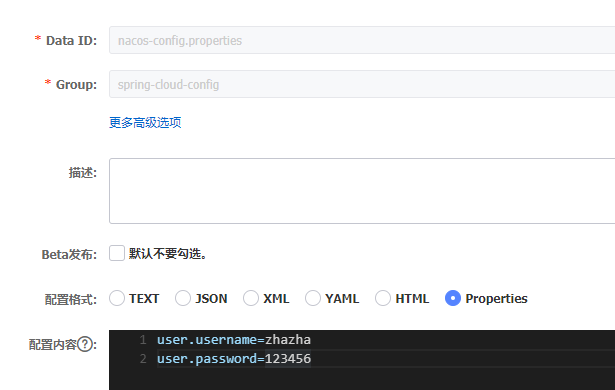 * Data ID: nacos-config.properties
* Group: spring-cloud-config
更多高级选项
描述:
Beta发布: 默认不要勾选。
配置格式: TEXT JSON XML YAML HTML Properties
配置内容?: 1 user.username=zhazha
2 user.password=123456